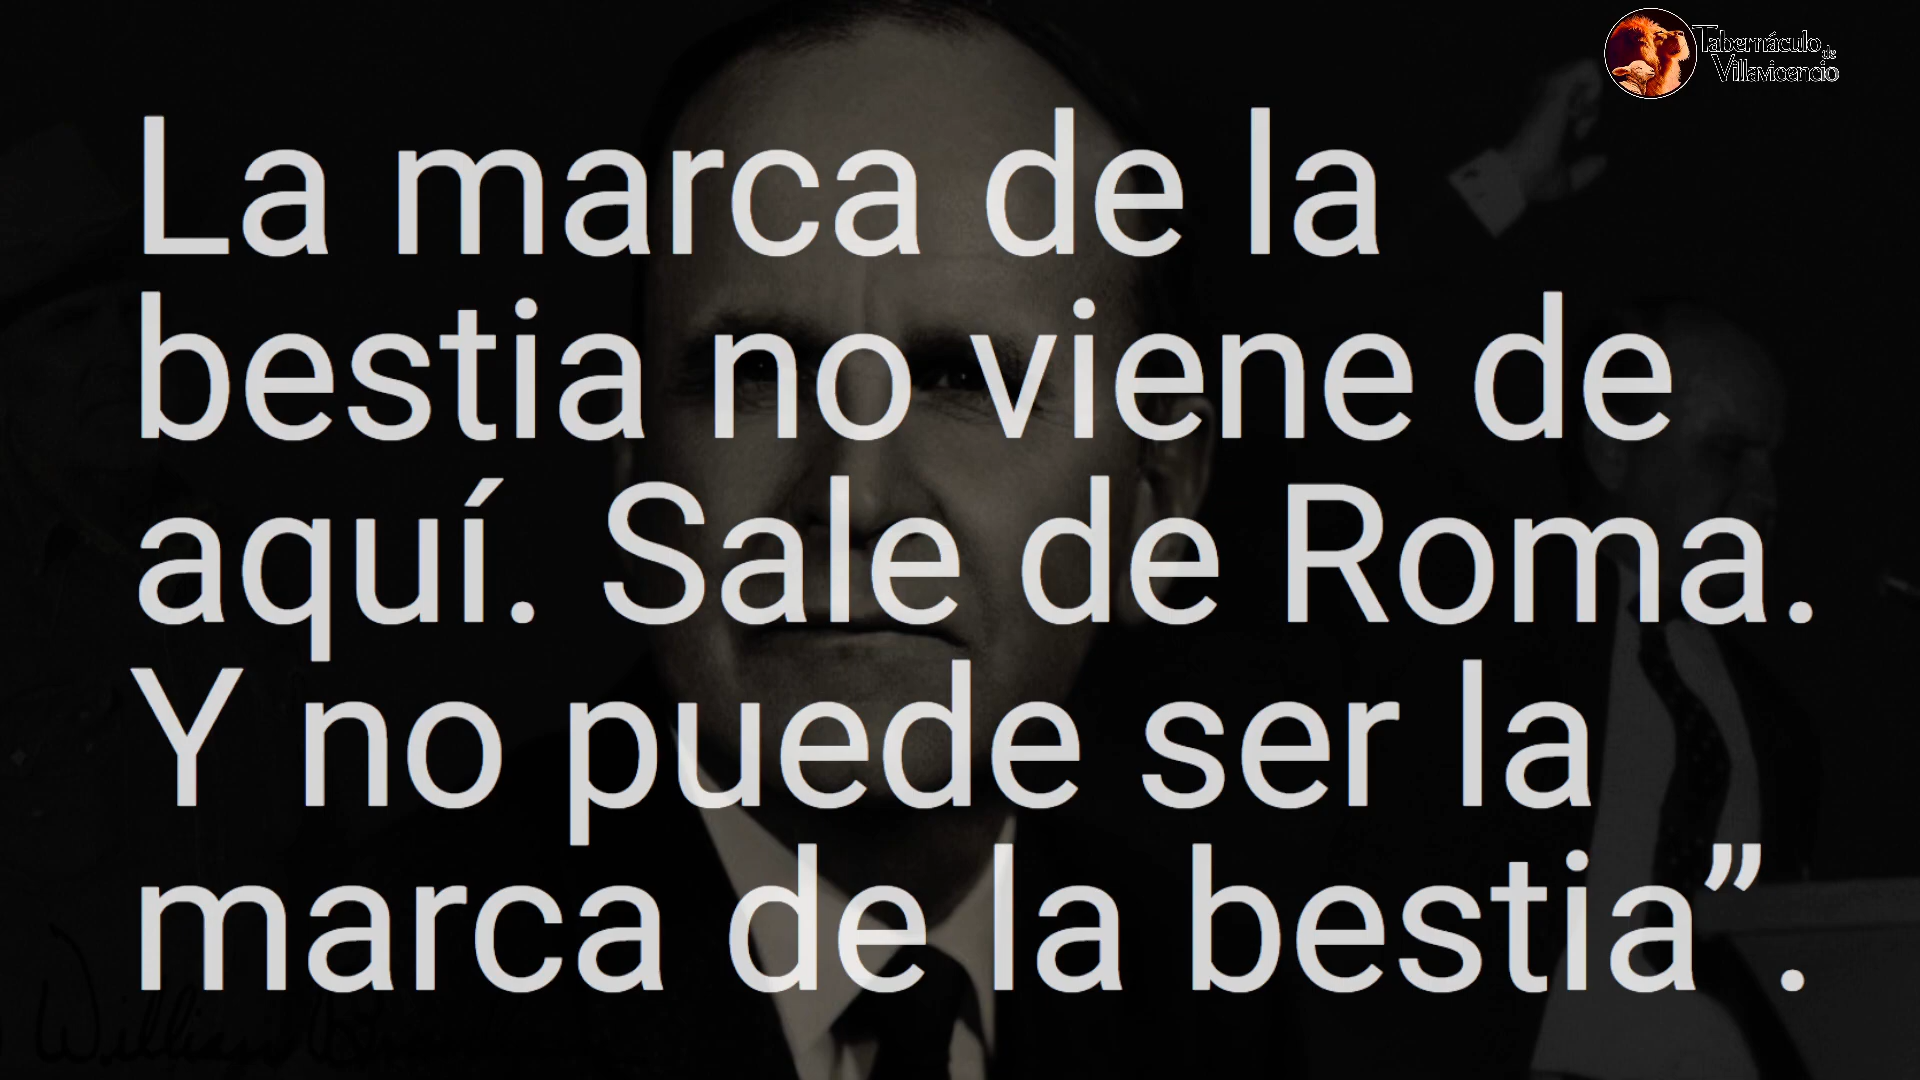 Tabernáculo
de
Villavicencio
La marca de la
bestia no viene de
aquí. Sale de Roma.
Y no puede ser la
marca de la bestia”.
William